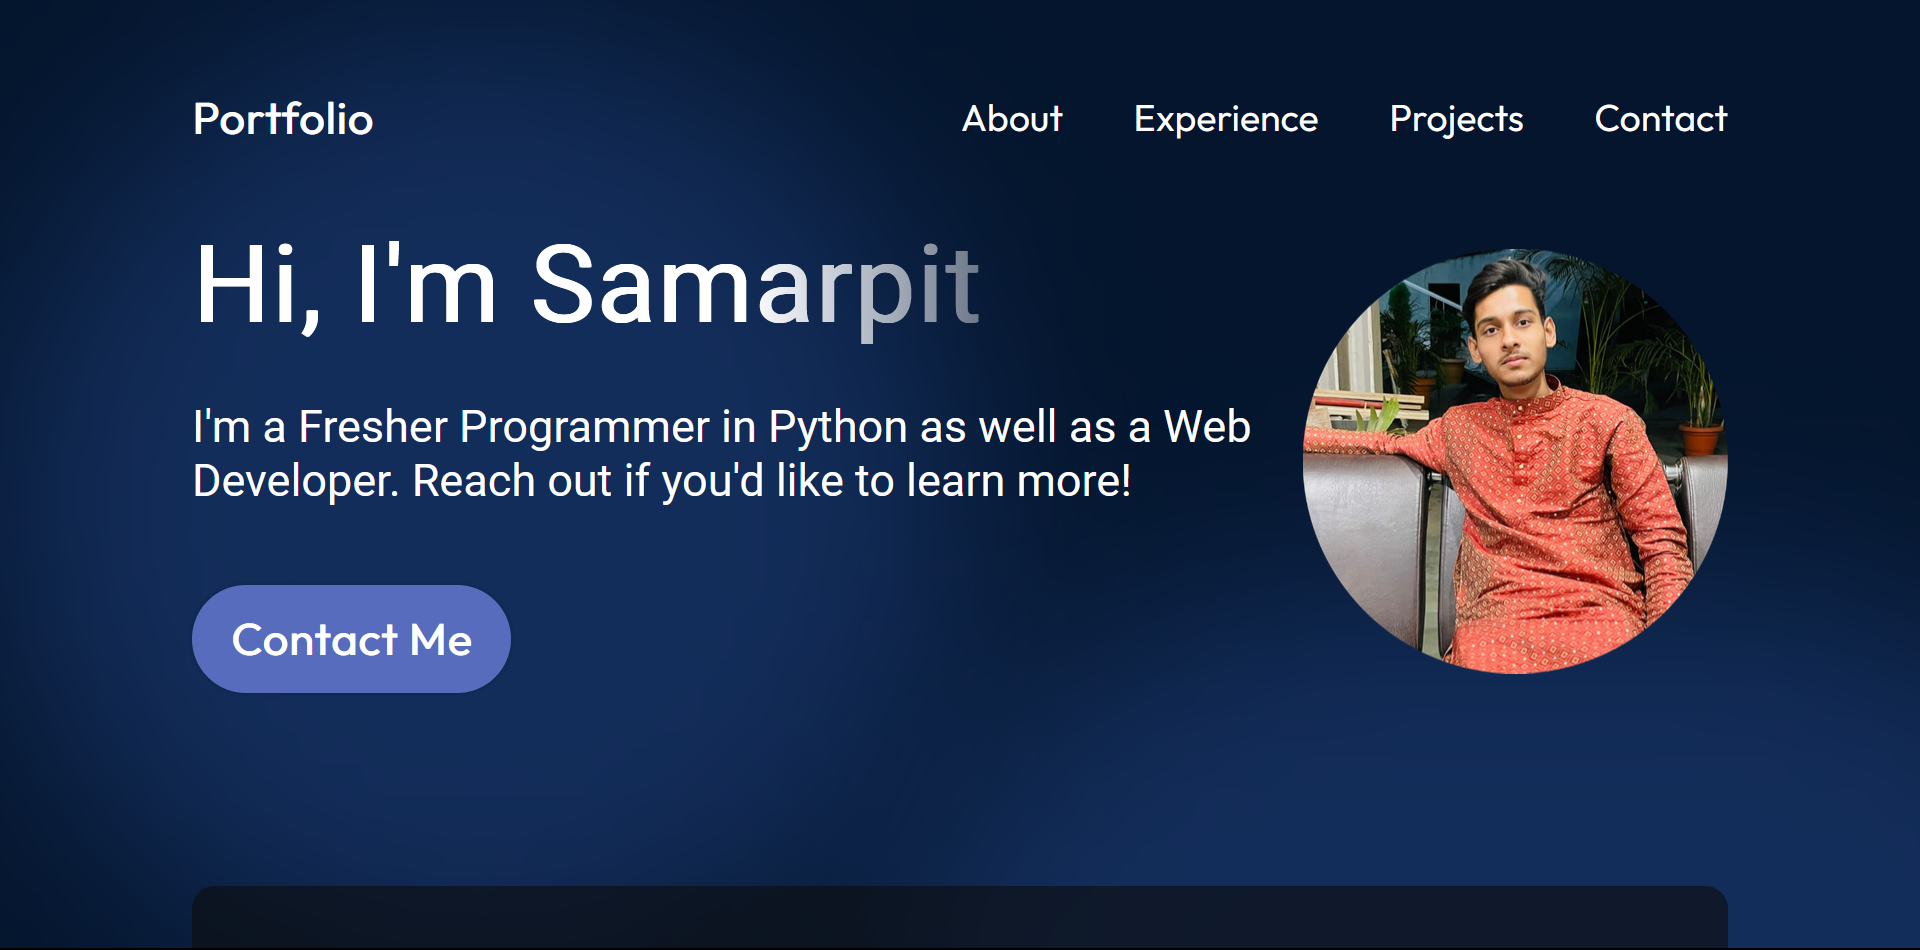 Portfolio
About
Experience
Projects
Contact
Hi, I'm Samarpit
I'm a Fresher Programmer in Python as well as a Web
Developer. Reach out if you'd like to learn more!
Contact Me